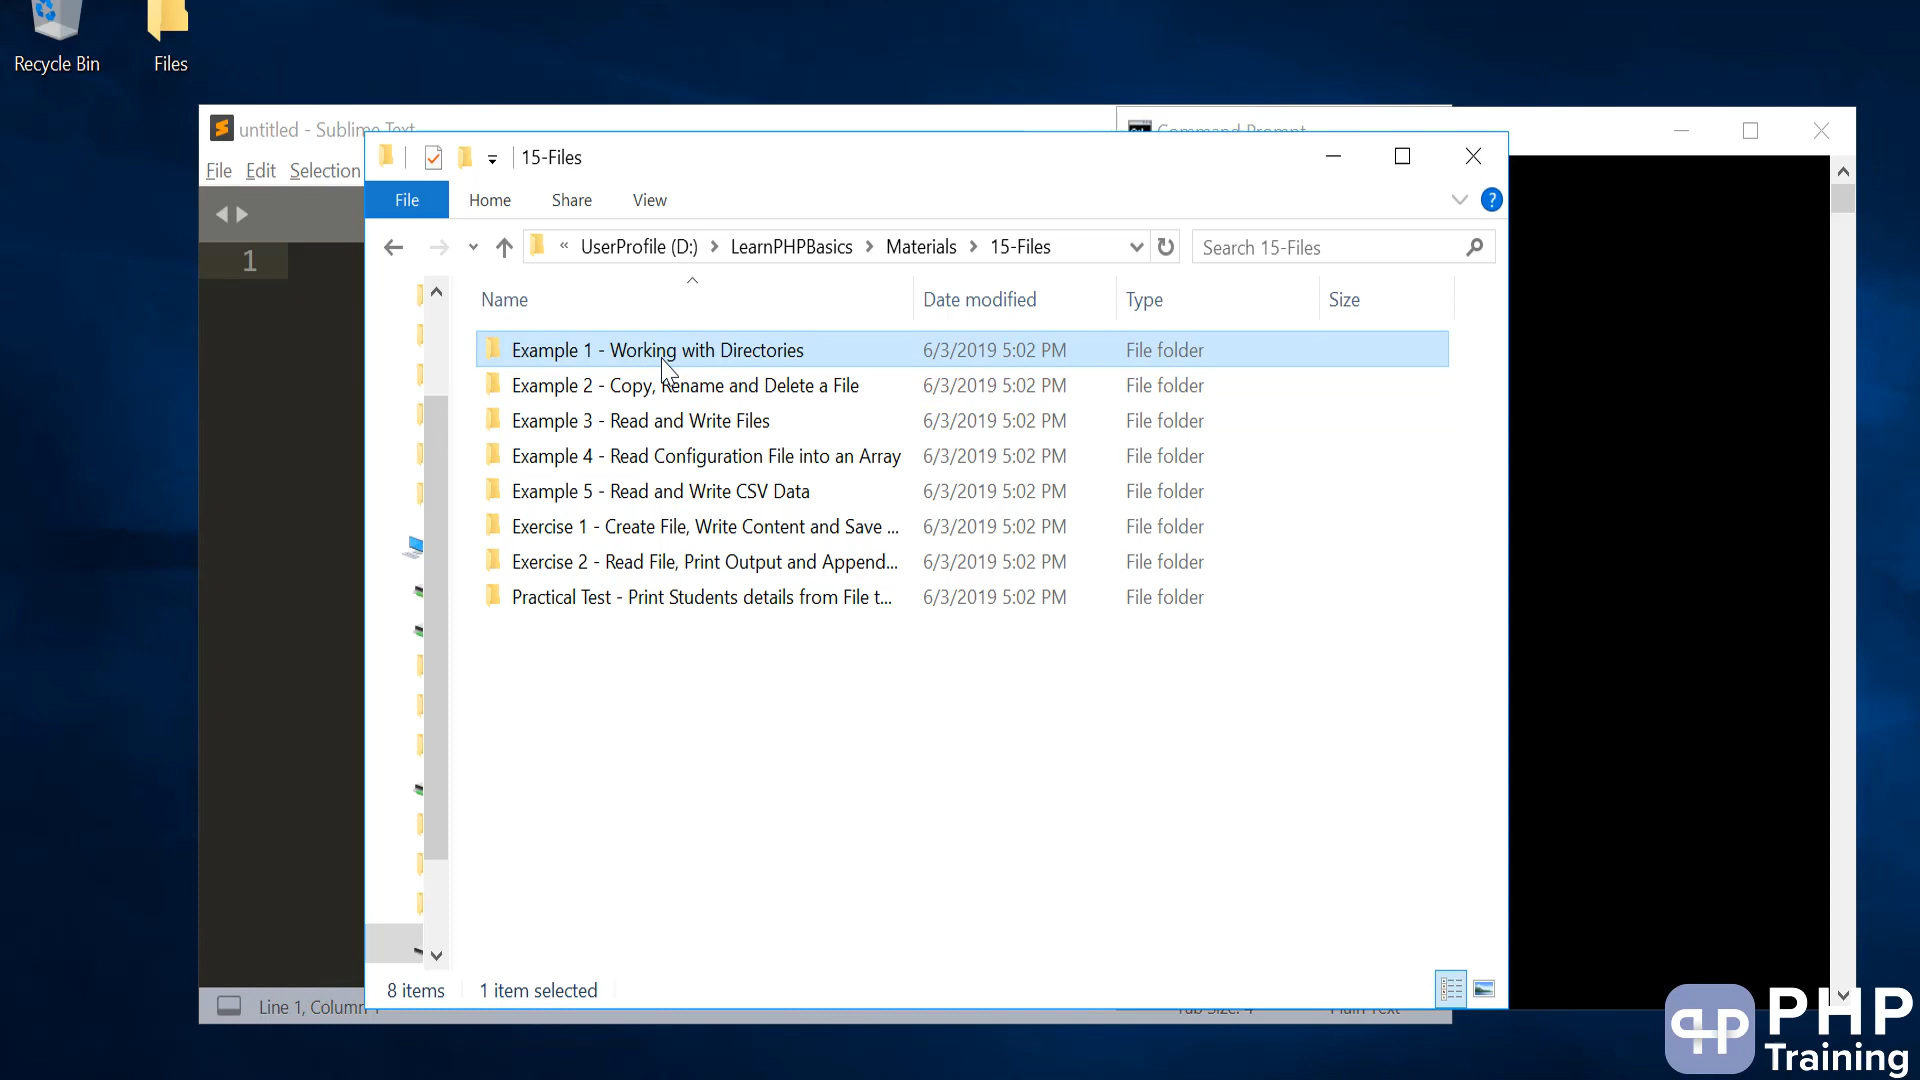 Recycle Bin
Files
untitled - Sublime Text
Command Prompt
File Edit Selection
15-Files
File Home Share View
?
« UserProfile (D:) LearnPHPBasics Materials 15-Files
Search 15-Files
1
Name Date modified Type Size
Example 1 - Working with Directories 6/3/2019 5:02 PM File folder
Example 2 - Copy, Rename and Delete a File 6/3/2019 5:02 PM File folder
Example 3 - Read and Write Files 6/3/2019 5:02 PM File folder
Example 4 - Read Configuration File into an Array 6/3/2019 5:02 PM File folder
Example 5 - Read and Write CSV Data 6/3/2019 5:02 PM File folder
Exercise 1 - Create File, Write Content and Save ... 6/3/2019 5:02 PM File folder
Exercise 2 - Read File, Print Output and Append... 6/3/2019 5:02 PM File folder
Practical Test - Print Students details from File t... 6/3/2019 5:02 PM File folder
8 items 1 item selected
Line 1, Column 1
Tab Size: 4
Plain Text
PHP
Training